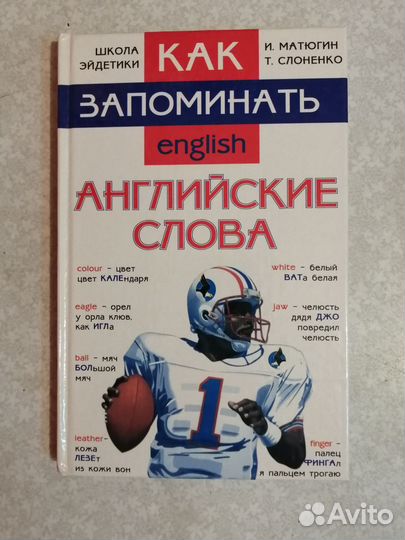 ШКОЛА
ЭЙДЕТИКИ
КАК
И. МАТЮГИН
Т. СЛОНЕНКО
ЗАПОМИНАТЬ
english
АНГЛИЙСКИЕ
СЛОВА
colour - цвет
цвет КАЛЕндаря
white - белый
ВАТа белая
eagle - орел
у орла клюв,
как ИГЛа
jaw - челюсть
дядя ДЖО
повредил
челюсть
ball - мяч
БОЛьшой
мяч
1
leather-
кожа
ЛЕЗЕт
из кожи вон
finger -
палец
ФИНГАл
я пальцем трогаю
Avito